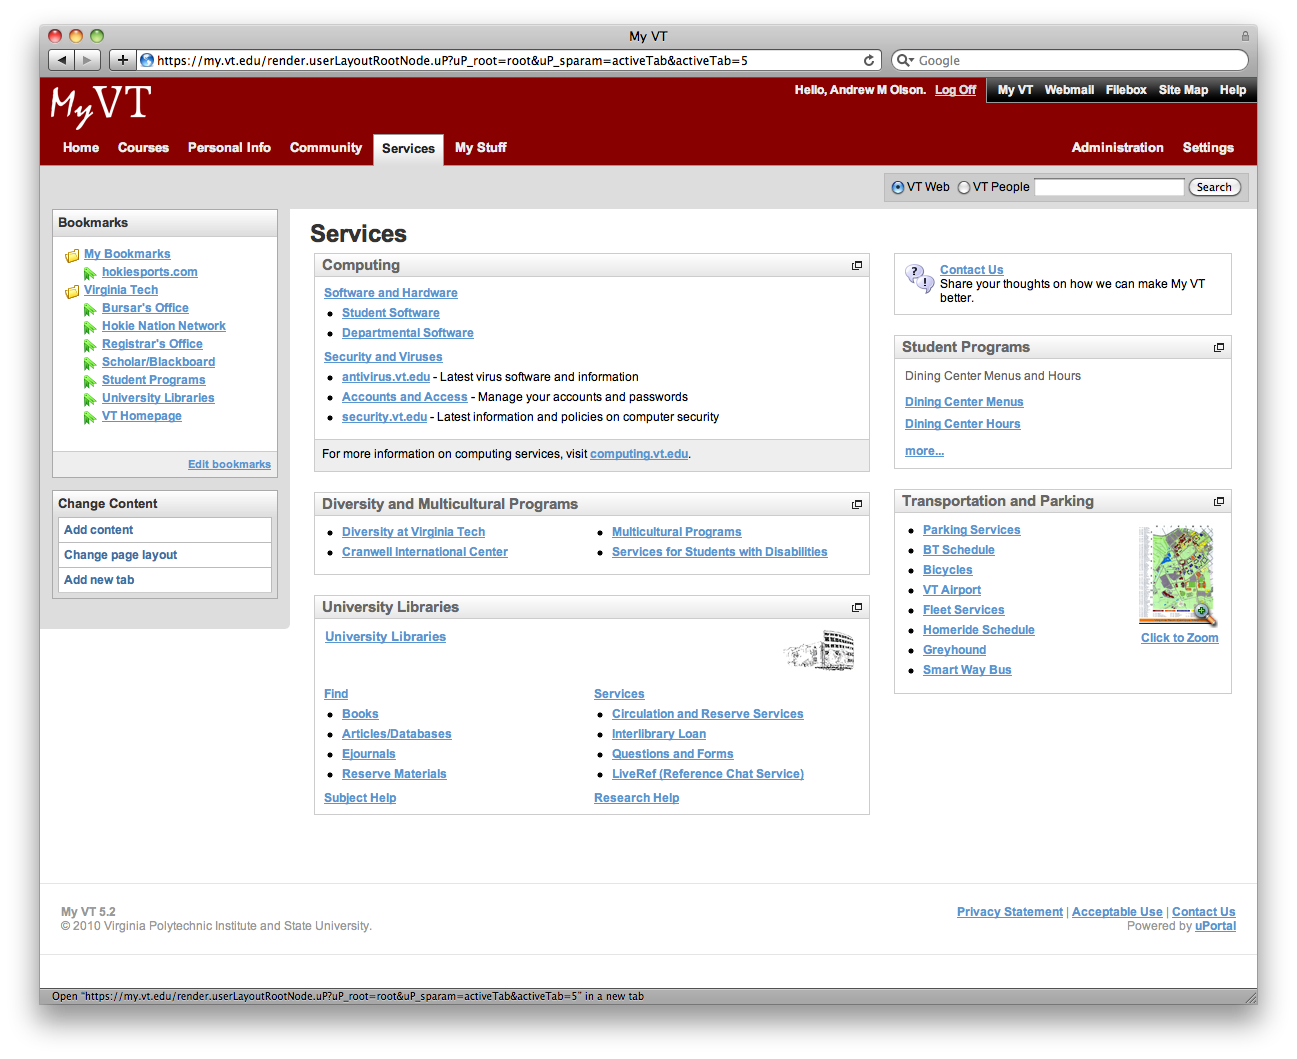 My VT
https://my.vt.edu/render.userLayoutRootNode.uP?uP_root=root&uP_sparam=activeTab&activeTab=5
Google
My VT
Hello, Andrew M Olson. Log Off
My VT Webmail Filebox Site Map Help
Home Courses Personal Info Community Services My Stuff Administration Settings
VT Web VT People Search
Bookmarks
My Bookmarks
hokiesports.com
Virginia Tech
Bursar's Office
Hokie Nation Network
Registrar's Office
Scholar/Blackboard
Student Programs
University Libraries
VT Homepage
Edit bookmarks
Change Content
Add content
Change page layout
Add new tab
Services
Computing
Software and Hardware
Student Software
Departmental Software
Security and Viruses
antivirus.vt.edu - Latest virus software and information
Accounts and Access - Manage your accounts and passwords
security.vt.edu - Latest information and policies on computer security
For more information on computing services, visit computing.vt.edu.
Diversity and Multicultural Programs
Diversity at Virginia Tech
Cranwell International Center
Multicultural Programs
Services for Students with Disabilities
University Libraries
University Libraries
Find
Books
Articles/Databases
Ejournals
Reserve Materials
Subject Help
Services
Circulation and Reserve Services
Interlibrary Loan
Questions and Forms
LiveRef (Reference Chat Service)
Research Help
Contact Us
Share your thoughts on how we can make My VT
better.
Student Programs
Dining Center Menus and Hours
Dining Center Menus
Dining Center Hours
more...
Transportation and Parking
Parking Services
BT Schedule
Bicycles
VT Airport
Fleet Services
Homeride Schedule
Greyhound
Smart Way Bus
Click to Zoom
My VT 5.2
© 2010 Virginia Polytechnic Institute and State University.
Privacy Statement | Acceptable Use | Contact Us
Powered by uPortal
Open "https://my.vt.edu/render.userLayoutRootNode.uP?uP_root=root&uP_sparam=activeTab&activeTab=5" in a new tab